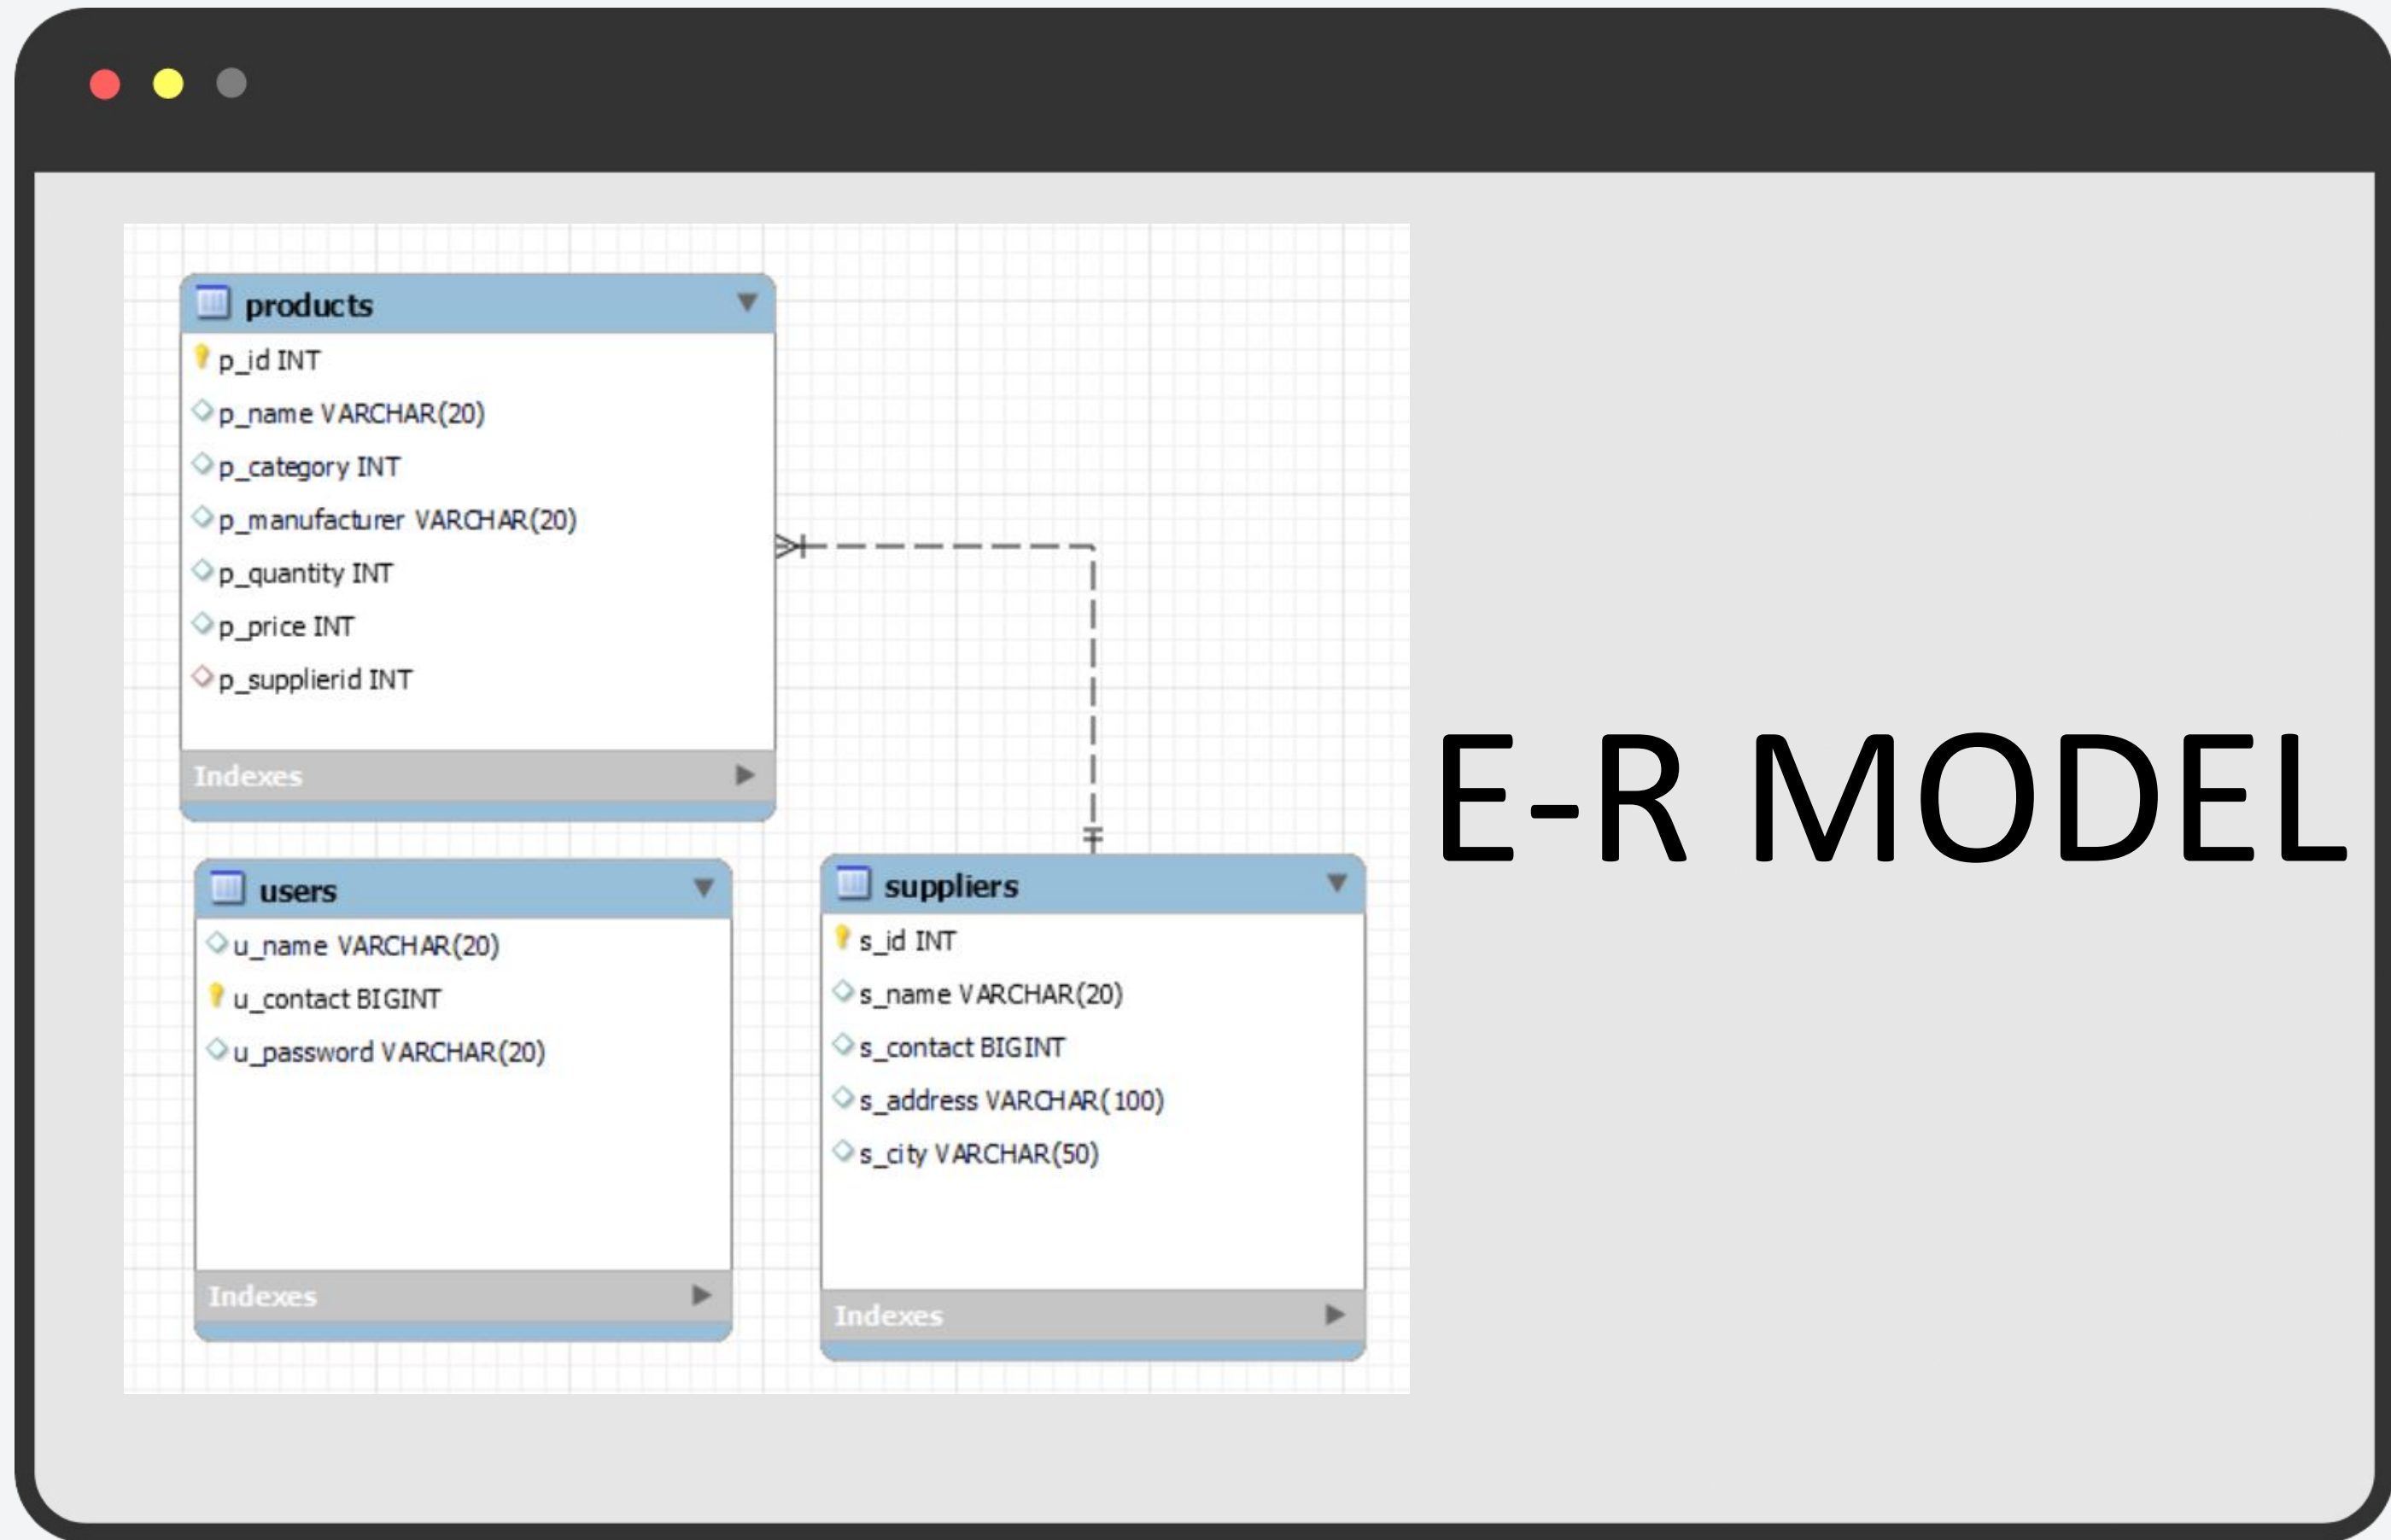 products
p_id INT
p_name VARCHAR(20)
p_category INT
p_manufacturer VARCHAR(20)
p_quantity INT
p_price INT
p_supplierid INT
Indexes
users
u_name VARCHAR(20)
u_contact BIGINT
u_password VARCHAR(20)
Indexes
suppliers
s_id INT
s_name VARCHAR(20)
s_contact BIGINT
s_address VARCHAR(100)
s_city VARCHAR(50)
Indexes
E-R MODEL